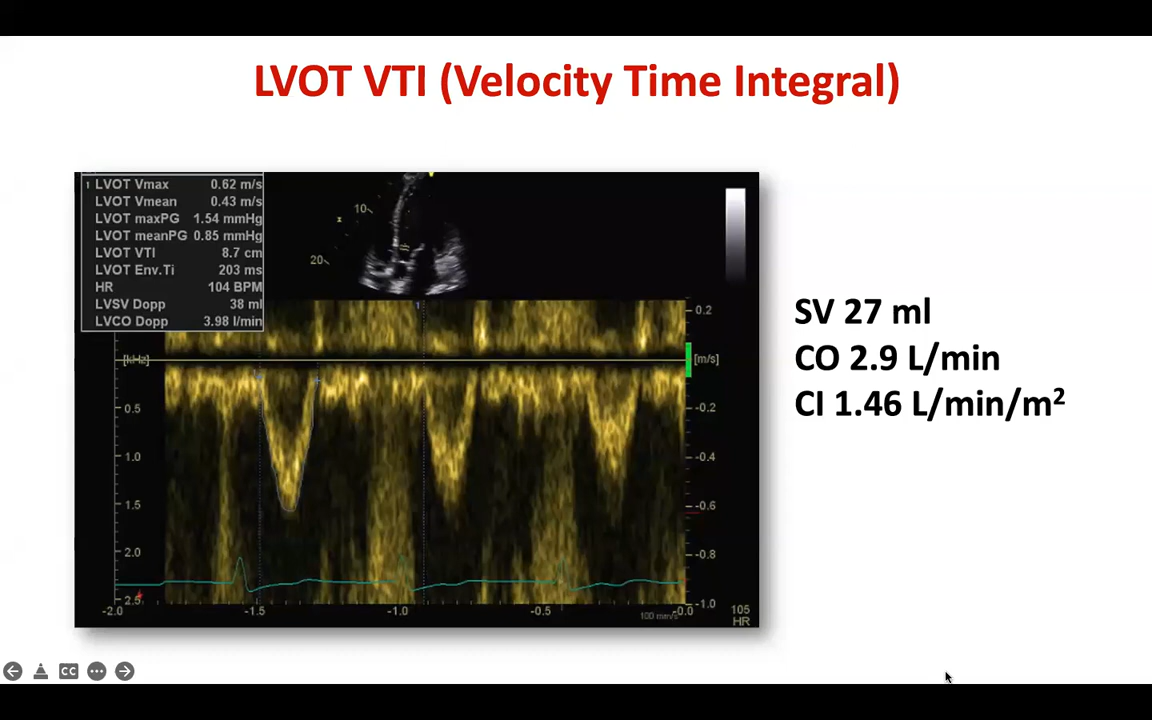 LVOT VTI (Velocity Time Integral)
1 LVOT Vmax 0.62 m/s
LVOT Vmean 0.43 m/s
LVOT maxPG 1.54 mmHg
LVOT meanPG 0.85 mmHg
LVOT VTI 8.7 cm
LVOT Env.Ti 203 ms
HR 104 BPM
LVSV Dopp 38 ml
LVCO Dopp 3.98 l/min
10
20
1
0.2
[kHz]
[m/s]
0.5
-0.2
1.0
-0.4
1.5
-0.6
2.0
-0.8
2.5
-1.0
-2.0
-1.5
-1.0
-0.5
100 mm/s
-0.0
105
HR
SV 27 ml
CO 2.9 L/min
CI 1.46 L/min/m²
CC